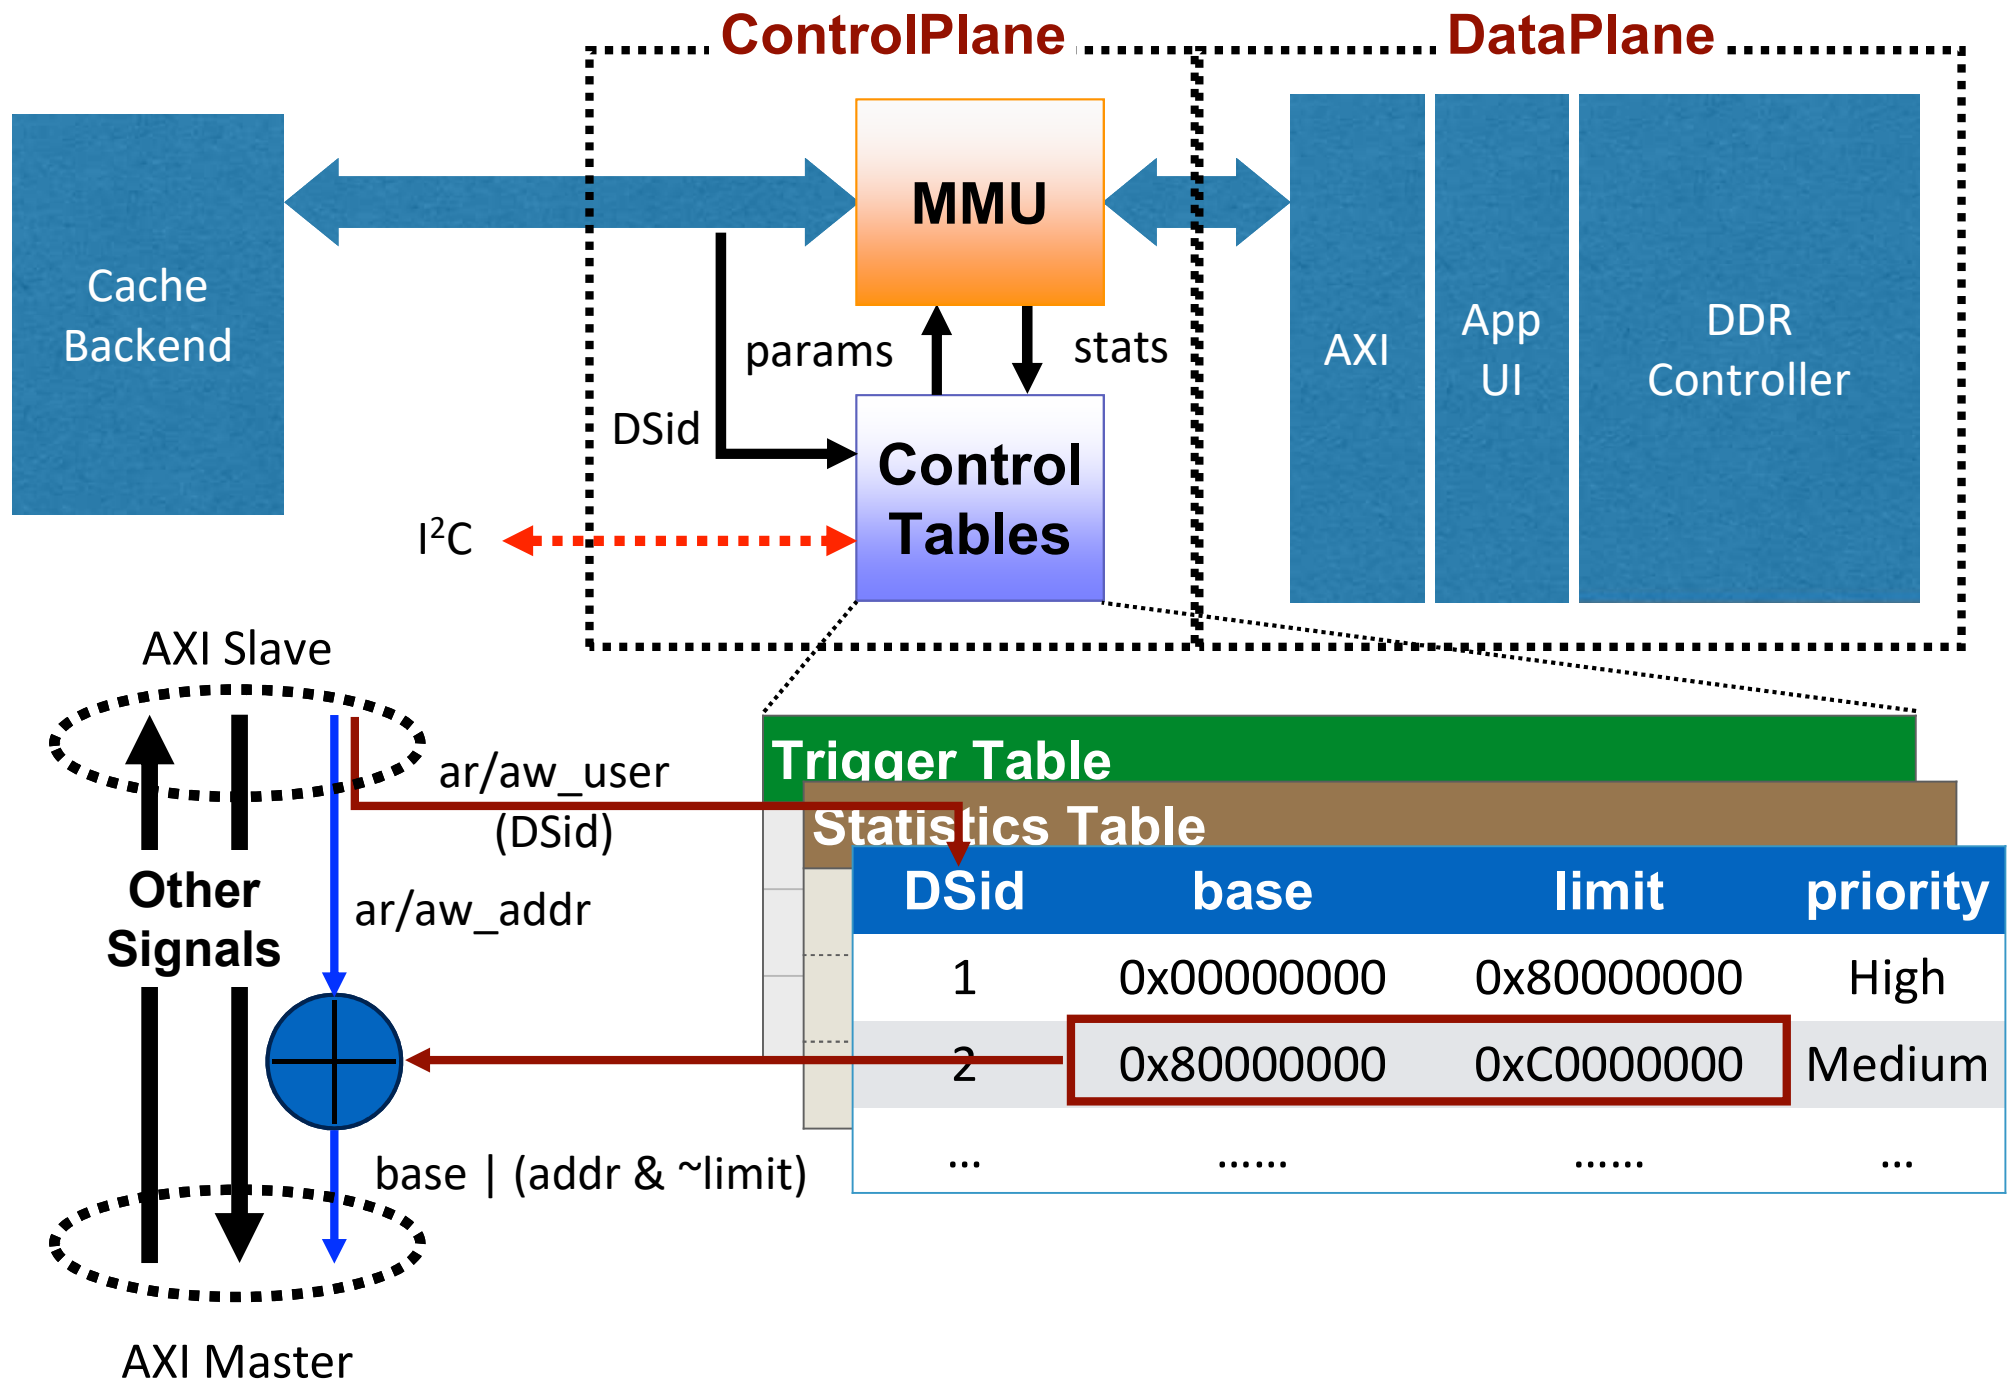 ControlPlane
DataPlane
Cache
Backend
MMU
params
stats
DSid
Control
Tables
I²C
AXI
App
UI
DDR
Controller
AXI Slave
ar/aw_user
(DSid)
ar/aw_addr
Other
Signals
base | (addr & ~limit)
AXI Master
Trigger Table
Statistics Table
DSid base limit priority
1 0x00000000 0x80000000 High
2 0x80000000 0xC0000000 Medium
... ...... ...... ...